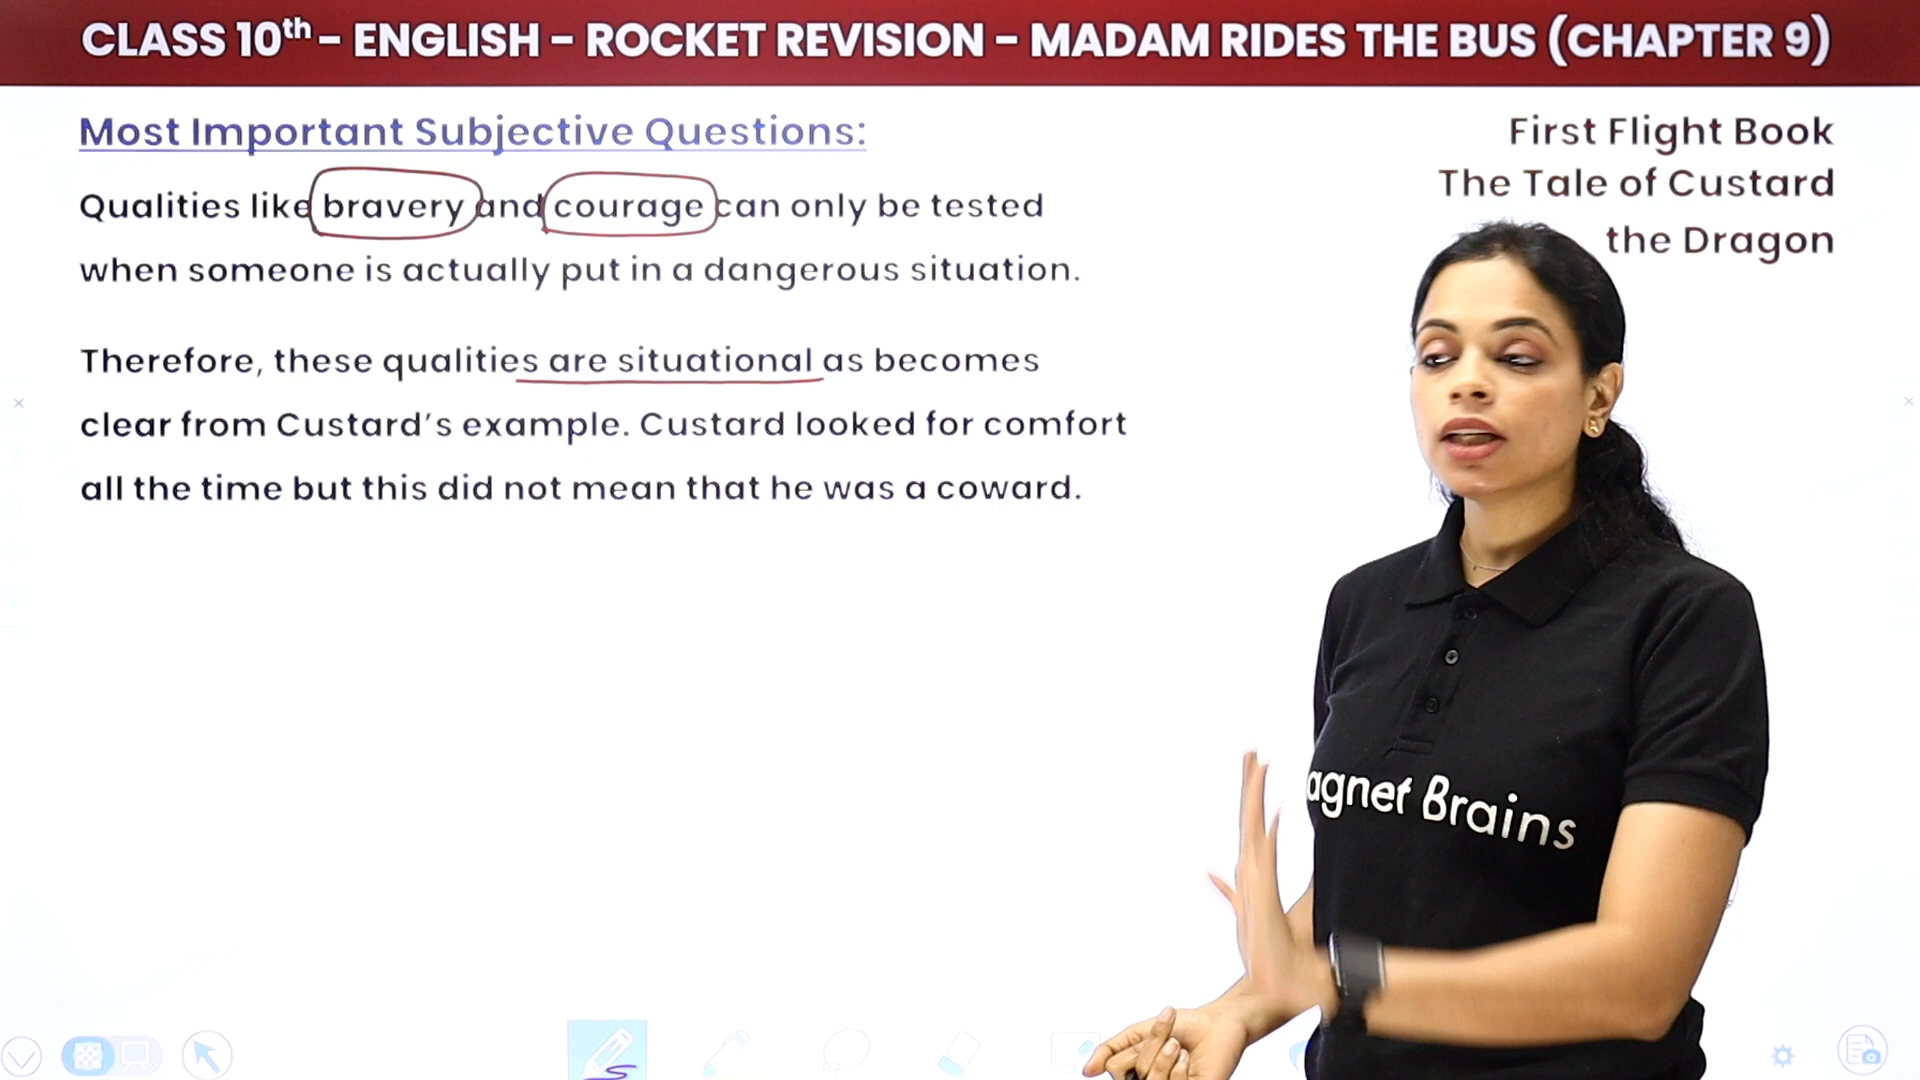 CLASS 10th - ENGLISH - ROCKET REVISION - MADAM RIDES THE BUS (CHAPTER 9)
Most Important Subjective Questions:
First Flight Book
The Tale of Custard
the Dragon
Qualities like bravery and courage can only be tested
when someone is actually put in a dangerous situation.
Therefore, these qualities are situational as becomes
clear from Custard's example. Custard looked for comfort
all the time but this did not mean that he was a coward.
agnet Brains